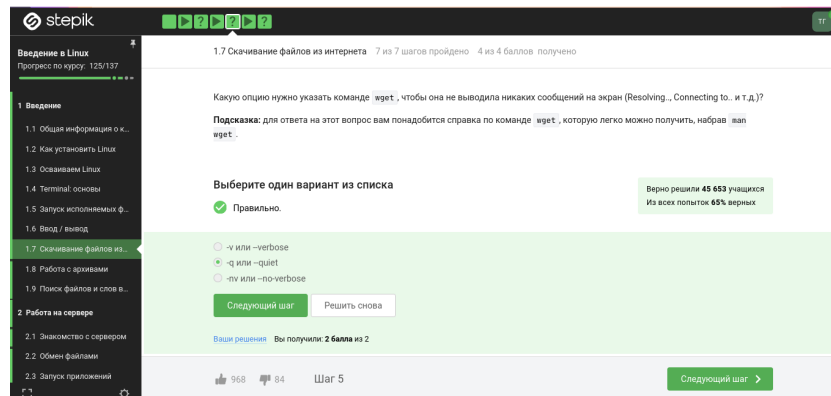 stepik
ТГ
Введение в Linux
Прогресс по курсу: 125/137
1 Введение
1.1 Общая информация о к...
1.2 Как установить Linux
1.3 Осваиваем Linux
1.4 Terminal: основы
1.5 Запуск исполняемых ф...
1.6 Ввод / вывод
1.7 Скачивание файлов из...
1.8 Работа с архивами
1.9 Поиск файлов и слов в...
2 Работа на сервере
2.1 Знакомство с сервером
2.2 Обмен файлами
2.3 Запуск приложений
1.7 Скачивание файлов из интернета 7 из 7 шагов пройдено 4 из 4 баллов получено
Какую опцию нужно указать команде wget, чтобы она не выводила никаких сообщений на экран (Resolving.., Connecting to.. и т.д.)?
Подсказка: для ответа на этот вопрос вам понадобится справка по команде wget, которую легко можно получить, набрав man
wget.
Выберите один вариант из списка
Правильно.
Верно решили 45 653 учащихся
Из всех попыток 65% верных
-v или --verbose
-q или --quiet
-nv или --no-verbose
Следующий шаг Решить снова
Ваши решения Вы получили: 2 балла из 2
968 84 Шаг 5 Следующий шаг